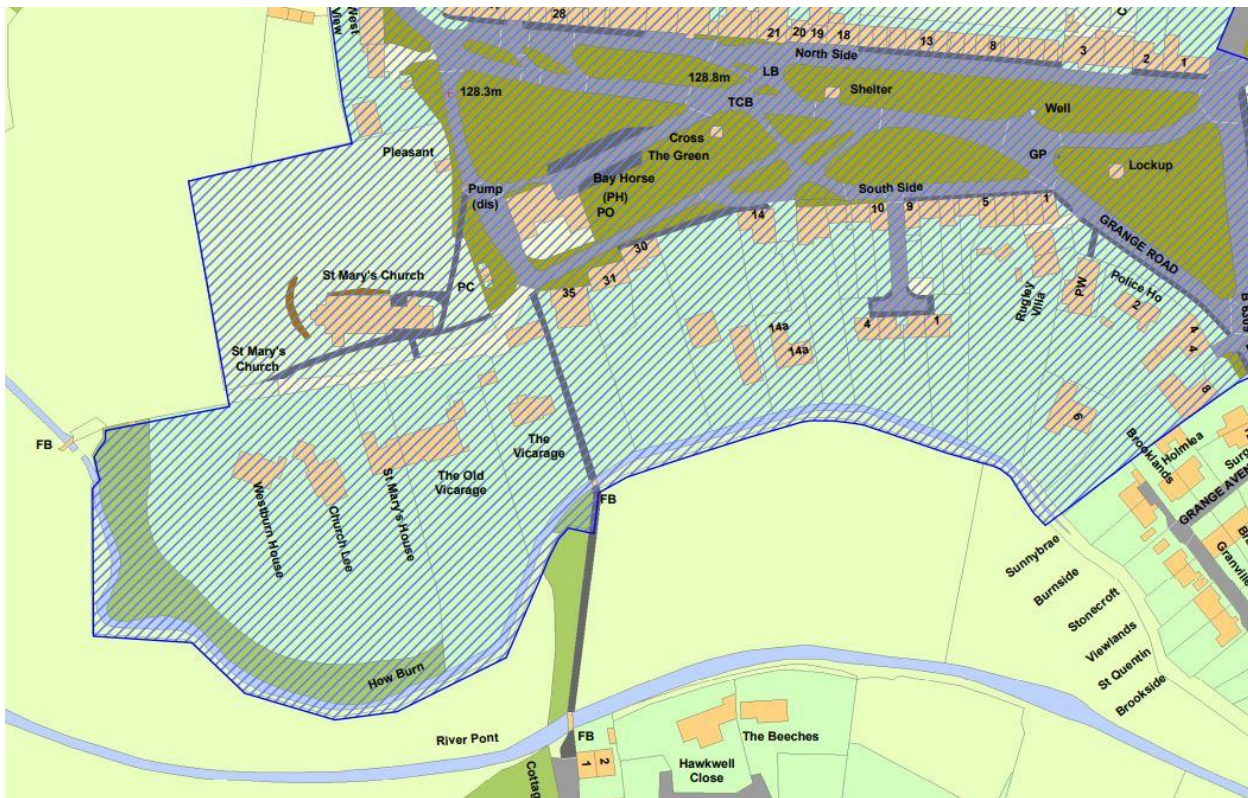 West
View
28
21
20
19
18
13
8
3
2
1
North Side
128.3m
128.8m
LB
TCB
Shelter
Well
Pleasant
Cross
The Green
GP
Lockup
Pump
(dis)
Bay Horse
(PH)
PO
South Side
14
10
9
5
1
GRANGE ROAD
30
31
35
St Mary's Church
PC
Rugley
Villa
PW
Police Ho
2
4
4
8
14a
14a
4
1
6
St Mary's
Church
FB
The
Vicarage
The Old
Vicarage
St Mary's House
Church Lee
Westburn House
FB
Brooklands
Holmlea
GRANGE AVEN
Granville
Sunnybrae
Burnside
Stonecroft
Viewlands
St Quentin
Brookside
How Burn
River Pont
FB
1
2
The Beeches
Hawkwell
Close